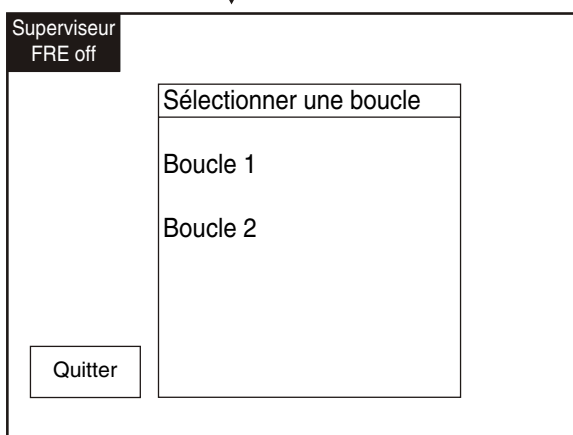 Superviseur
FRE off
Sélectionner une boucle
Boucle 1
Boucle 2
Quitter